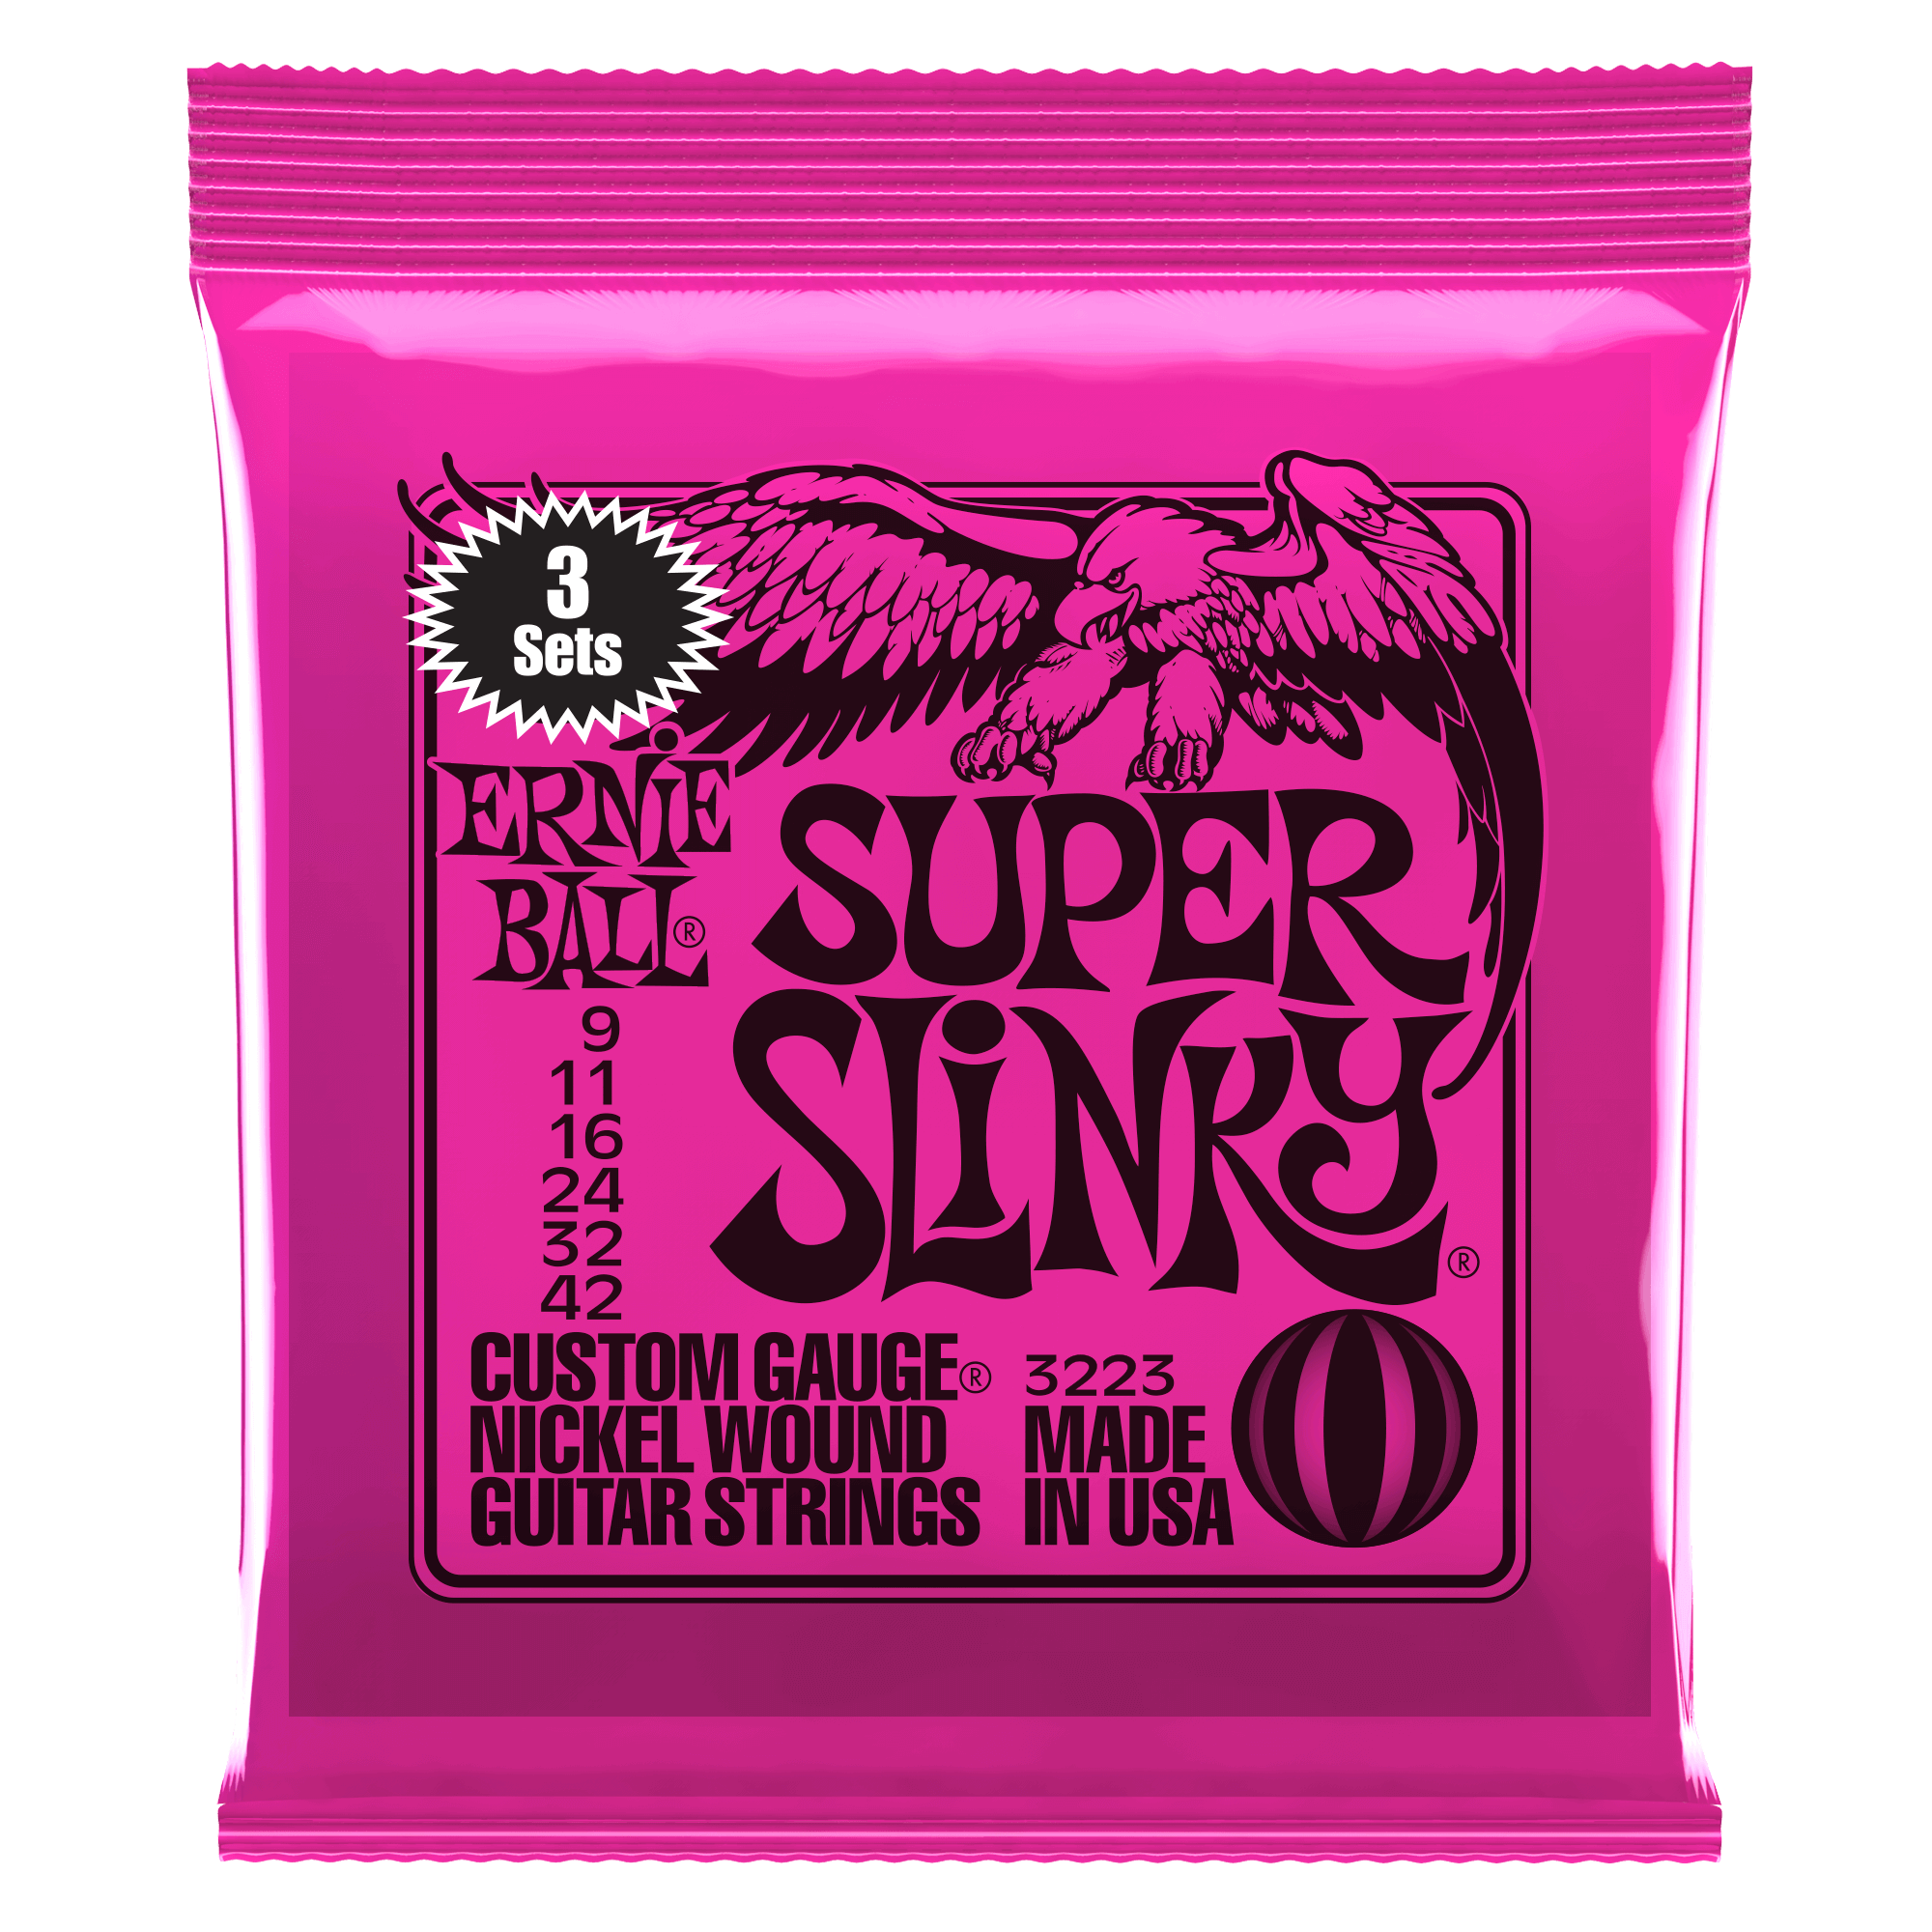 3
Sets
ERNIE
BALL®
SUPER
SLiNKY®
9
11
16
24
32
42
CUSTOM GAUGE®
NICKEL WOUND
GUITAR STRINGS
3223
MADE
IN USA